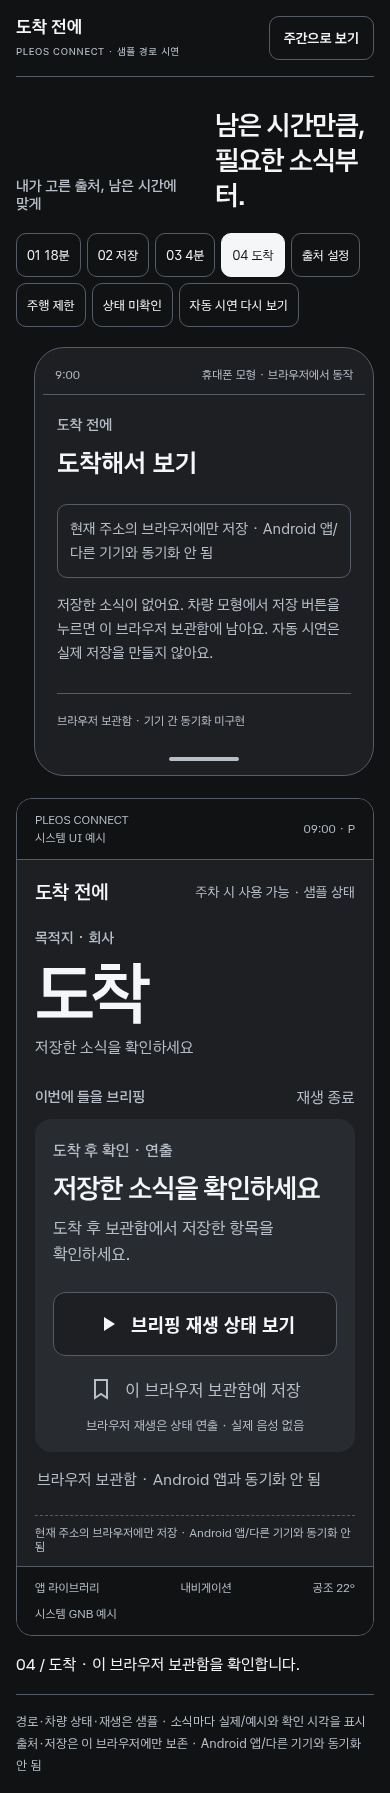 도착 전에
PLEOS CONNECT · 샘플 경로 시연
주간으로 보기
내가 고른 출처, 남은 시간에
맞게
남은 시간만큼,
필요한 소식부
터.
01 18분
02 저장
03 4분
04 도착
출처 설정
주행 제한
상태 미확인
자동 시연 다시 보기
9:00
휴대폰 모형 · 브라우저에서 동작
도착 전에
도착해서 보기
현재 주소의 브라우저에만 저장 · Android 앱/
다른 기기와 동기화 안 됨
저장한 소식이 없어요. 차량 모형에서 저장 버튼을
누르면 이 브라우저 보관함에 남아요. 자동 시연은
실제 저장을 만들지 않아요.
브라우저 보관함 · 기기 간 동기화 미구현
PLEOS CONNECT
시스템 UI 예시
09:00 · P
도착 전에
주차 시 사용 가능 · 샘플 상태
목적지 · 회사
도착
저장한 소식을 확인하세요
이번에 들을 브리핑
재생 종료
도착 후 확인 · 연출
저장한 소식을 확인하세요
도착 후 보관함에서 저장한 항목을
확인하세요.
브리핑 재생 상태 보기
이 브라우저 보관함에 저장
브라우저 재생은 상태 연출 · 실제 음성 없음
브라우저 보관함 · Android 앱과 동기화 안 됨
현재 주소의 브라우저에만 저장 · Android 앱/다른 기기와 동기화 안
됨
앱 라이브러리
내비게이션
공조 22°
시스템 GNB 예시
04 / 도착 · 이 브라우저 보관함을 확인합니다.
경로·차량 상태·재생은 샘플 · 소식마다 실제/예시와 확인 시각을 표시
출처·저장은 이 브라우저에만 보존 · Android 앱/다른 기기와 동기화
안 됨